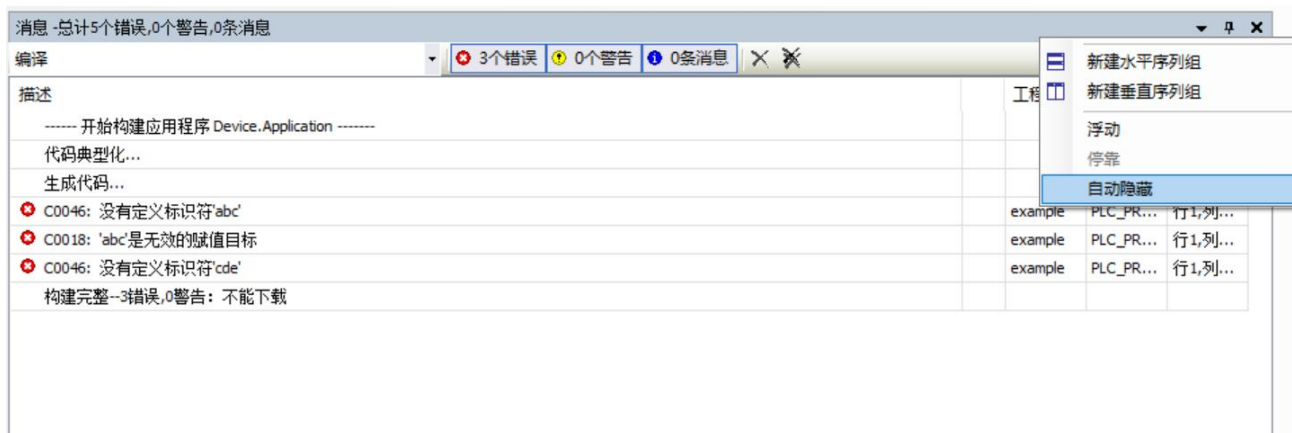 消息 -总计5个错误,0个警告,0条消息
编译 3个错误 0个警告 0条消息
新建水平序列组
描述 工程 新建垂直序列组
------ 开始构建应用程序 Device.Application ------- 浮动
代码典型化... 停靠
生成代码... 自动隐藏
C0046: 没有定义标识符'abc' example PLC_PR... 行1,列...
C0018: 'abc'是无效的赋值目标 example PLC_PR... 行1,列...
C0046: 没有定义标识符'cde' example PLC_PR... 行1,列...
构建完整--3错误,0警告: 不能下载